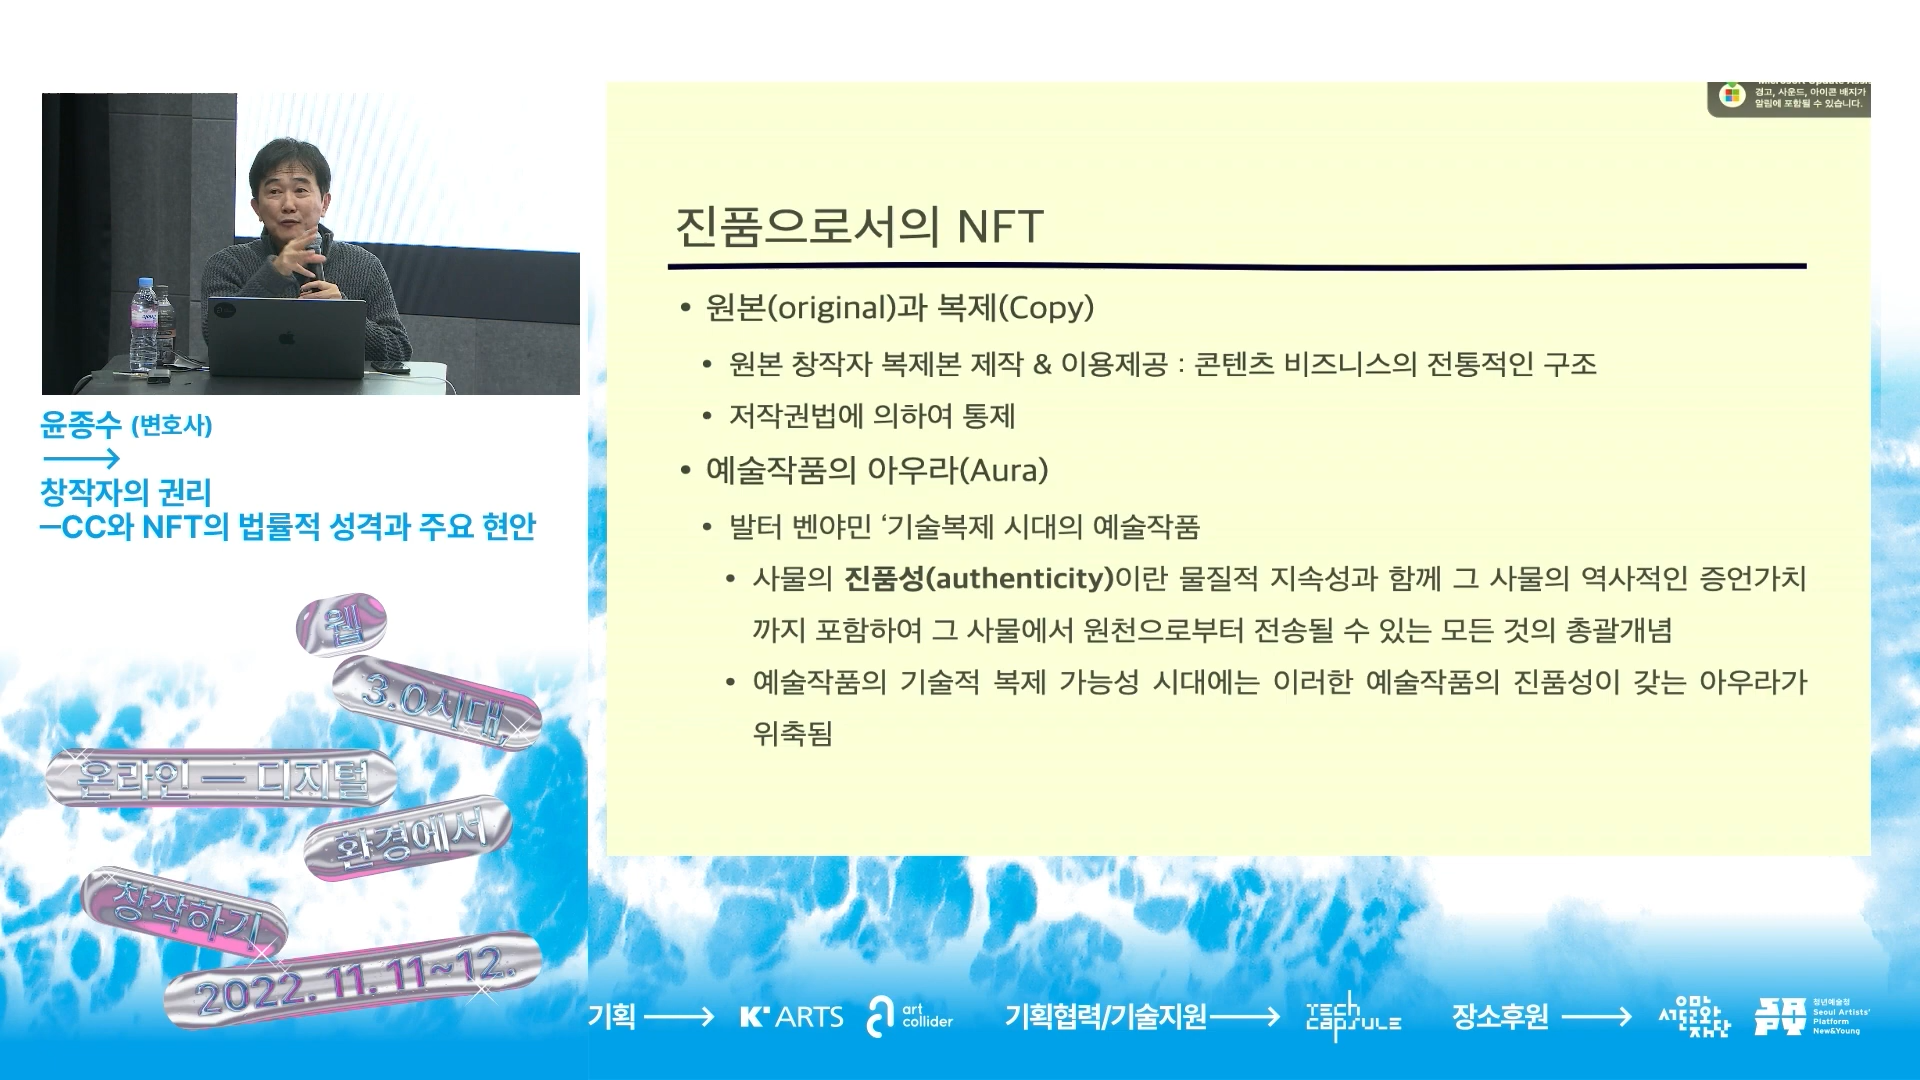 경고, 사운드, 아이콘 배지가
알림에 포함될 수 있습니다.
진품으로서의 NFT
• 원본(original)과 복제(Copy)
• 원본 창작자 복제본 제작 & 이용제공 : 콘텐츠 비즈니스의 전통적인 구조
• 저작권법에 의하여 통제
• 예술작품의 아우라(Aura)
• 발터 벤야민 ‘기술복제 시대의 예술작품
• 사물의 진품성(authenticity)이란 물질적 지속성과 함께 그 사물의 역사적인 증언가치
까지 포함하여 그 사물에서 원천으로부터 전송될 수 있는 모든 것의 총괄개념
• 예술작품의 기술적 복제 가능성 시대에는 이러한 예술작품의 진품성이 갖는 아우라가
위축됨
윤종수 (변호사)
창작자의 권리
—CC와 NFT의 법률적 성격과 주요 현안
웹
3.0시대,
온라인 — 디지털
환경에서
창작하기
2022. 11. 11~12.
기획
K' ARTS
art
collider
기획협력/기술지원
TECH
CAPSULE
장소후원
서울문화재단
SAPY
청년예술청
Seoul Artists'
Platform
New&Young